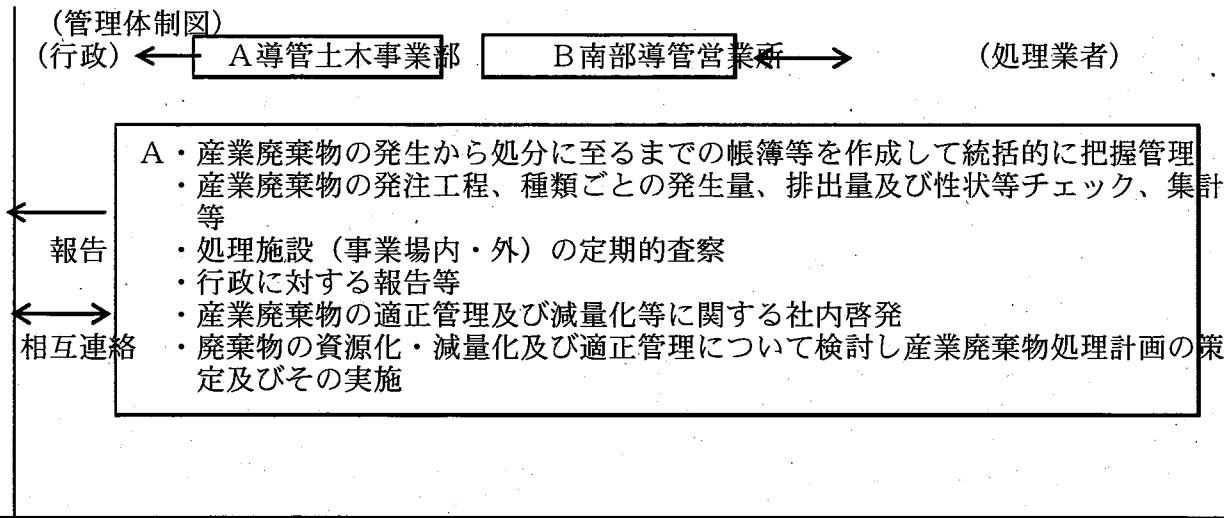 (管理体制図)
(行政) A導管土木事業部 B南部導管営業所 (処理業者)
A・産業廃棄物の発生から処分に至るまでの帳簿等を作成して統括的に把握管理
・産業廃棄物の発注工程、種類ごとの発生量、排出量及び性状等チェック、集計
等
報告 ・処理施設(事業場内・外)の定期的査察
・行政に対する報告等
・産業廃棄物の適正管理及び減量化等に関する社内啓発
相互連絡 ・廃棄物の資源化・減量化及び適正管理について検討し産業廃棄物処理計画の策
定及びその実施